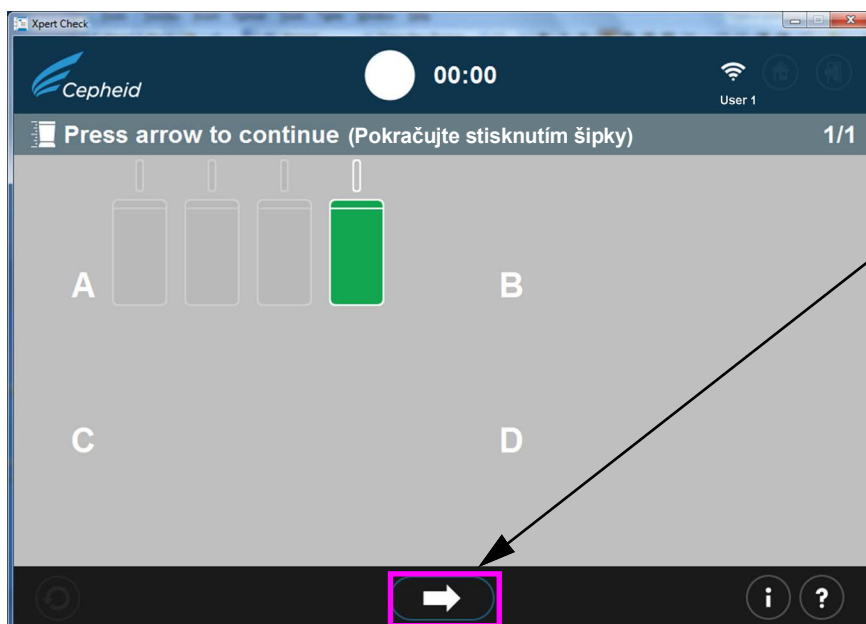 Xpert Check
Cepheid
00:00
User 1
Press arrow to continue (Pokračujte stisknutím šipky)
1/1
A
B
C
D
i
?